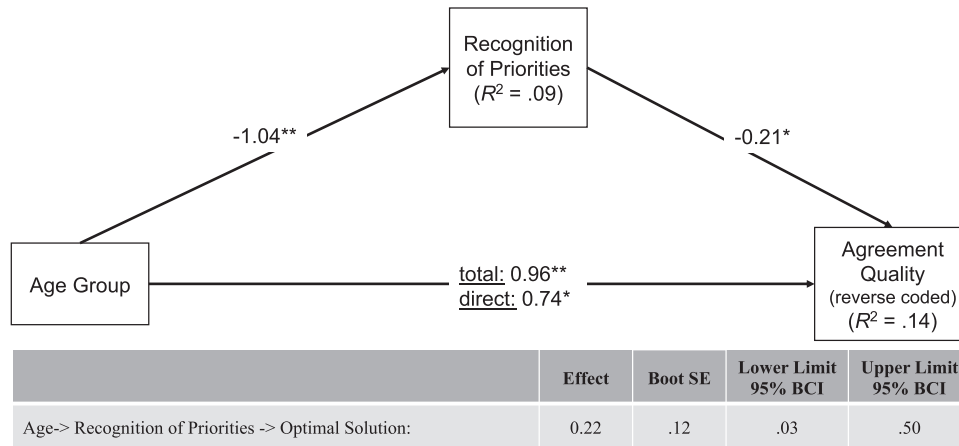 Recognition
of Priorities
(R² = .09)
-1.04**
-0.21*
Age Group
total: 0.96**
direct: 0.74*
Agreement
Quality
(reverse coded)
(R² = .14)
Effect Boot SE Lower Limit 95% BCI Upper Limit 95% BCI
Age-> Recognition of Priorities -> Optimal Solution: 0.22 .12 .03 .50